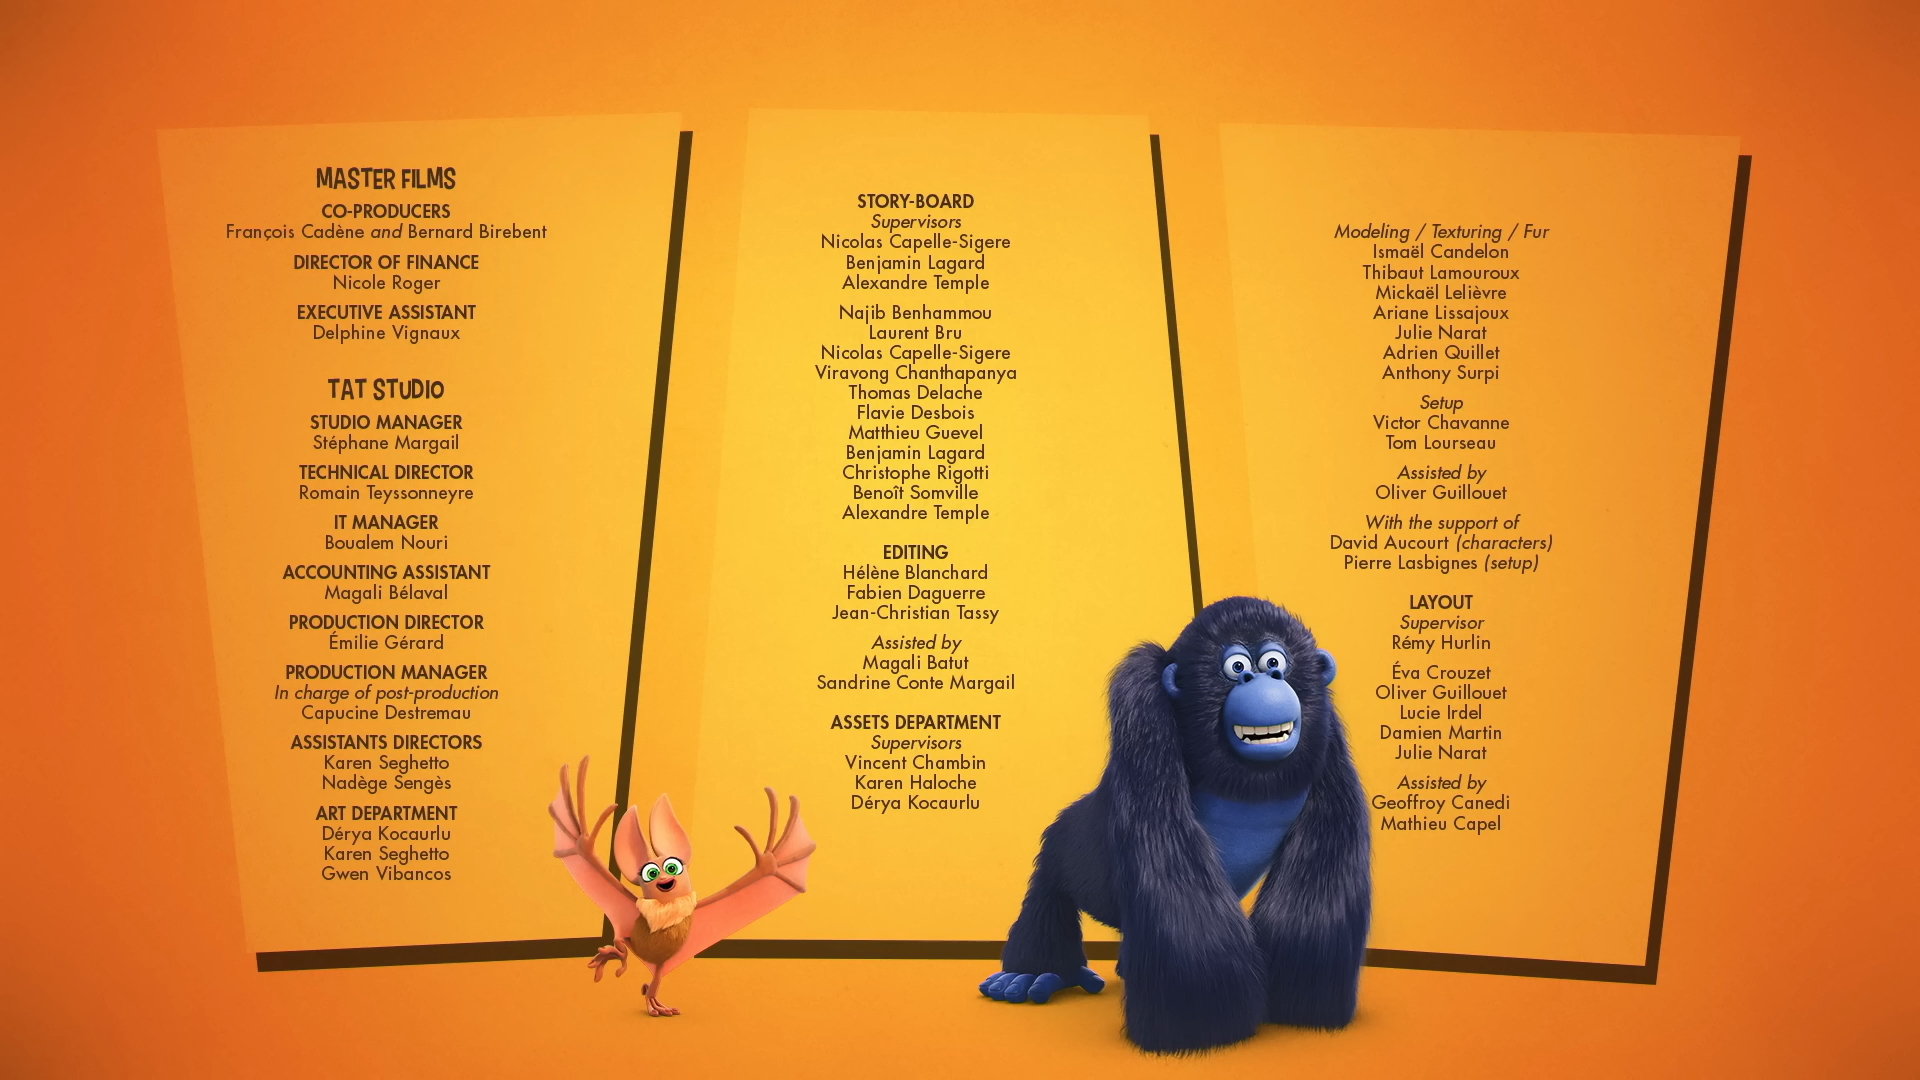 MASTER FILMS
CO-PRODUCERS
François Cadène and Bernard Birebent
DIRECTOR OF FINANCE
Nicole Roger
EXECUTIVE ASSISTANT
Delphine Vignaux
TAT STUDIO
STUDIO MANAGER
Stéphane Margail
TECHNICAL DIRECTOR
Romain Teyssonneyre
IT MANAGER
Boualem Nouri
ACCOUNTING ASSISTANT
Magali Bélaval
PRODUCTION DIRECTOR
Émilie Gérard
PRODUCTION MANAGER
In charge of post-production
Capucine Destremau
ASSISTANTS DIRECTORS
Karen Seghetto
Nadège Sengès
ART DEPARTMENT
Dérya Kocaurlu
Karen Seghetto
Gwen Vibancos
STORY-BOARD
Supervisors
Nicolas Capelle-Sigere
Benjamin Lagard
Alexandre Temple
Najib Benhammou
Laurent Bru
Nicolas Capelle-Sigere
Viravong Chanthapanya
Thomas Delache
Flavie Desbois
Matthieu Guevel
Benjamin Lagard
Christophe Rigotti
Benoît Somville
Alexandre Temple
EDITING
Hélène Blanchard
Fabien Daguerre
Jean-Christian Tassy
Assisted by
Magali Batut
Sandrine Conte Margail
ASSETS DEPARTMENT
Supervisors
Vincent Chambin
Karen Haloche
Dérya Kocaurlu
Modeling / Texturing / Fur
Ismaël Candelon
Thibaut Lamouroux
Mickaël Lelièvre
Ariane Lissajoux
Julie Narat
Adrien Quillet
Anthony Surpi
Setup
Victor Chavanne
Tom Lourseau
Assisted by
Oliver Guillouet
With the support of
David Aucourt (characters)
Pierre Lasbignes (setup)
LAYOUT
Supervisor
Rémy Hurlin
Éva Crouzet
Oliver Guillouet
Lucie Irdel
Damien Martin
Julie Narat
Assisted by
Geoffroy Canedi
Mathieu Capel